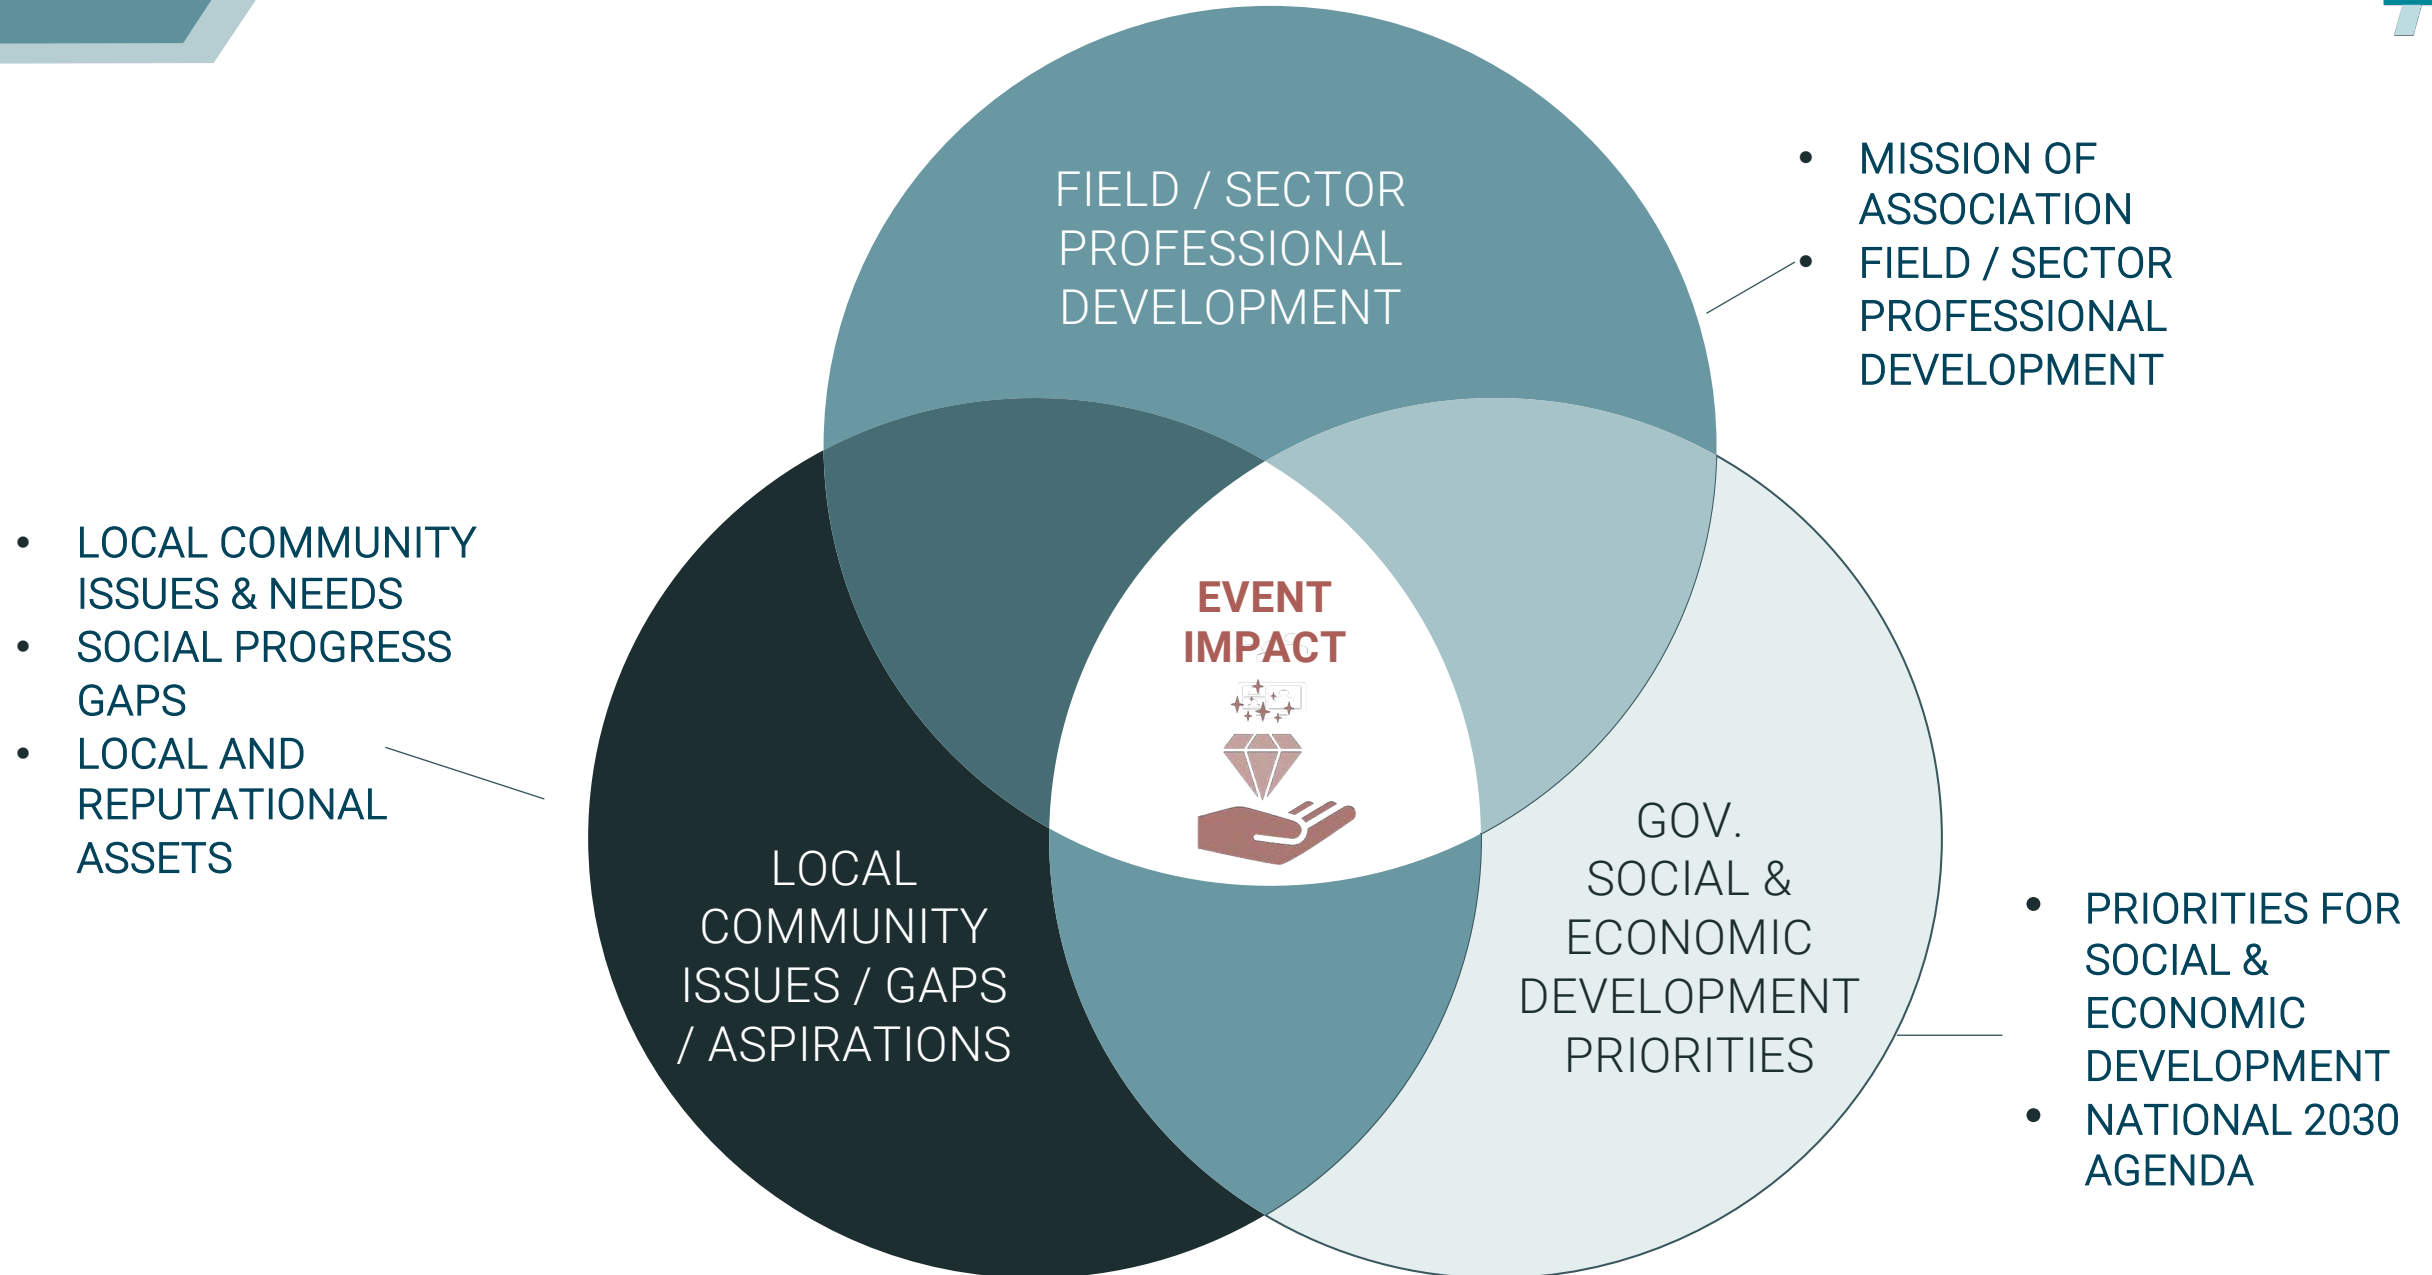 FIELD / SECTOR
PROFESSIONAL
DEVELOPMENT
• MISSION OF
ASSOCIATION
• FIELD / SECTOR
PROFESSIONAL
DEVELOPMENT
• LOCAL COMMUNITY
ISSUES & NEEDS
• SOCIAL PROGRESS
GAPS
• LOCAL AND
REPUTATIONAL
ASSETS
EVENT
IMPACT
LOCAL
COMMUNITY
ISSUES / GAPS
/ ASPIRATIONS
GOV.
SOCIAL &
ECONOMIC
DEVELOPMENT
PRIORITIES
• PRIORITIES FOR
SOCIAL &
ECONOMIC
DEVELOPMENT
• NATIONAL 2030
AGENDA